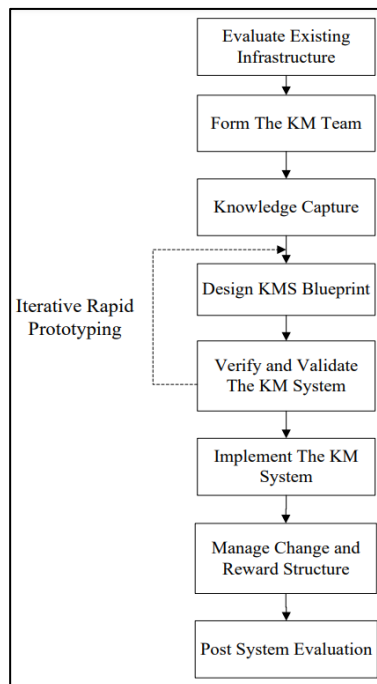 Evaluate Existing
Infrastructure
Form The KM Team
Knowledge Capture
Iterative Rapid
Prototyping
Design KMS Blueprint
Verify and Validate
The KM System
Implement The KM
System
Manage Change and
Reward Structure
Post System Evaluation